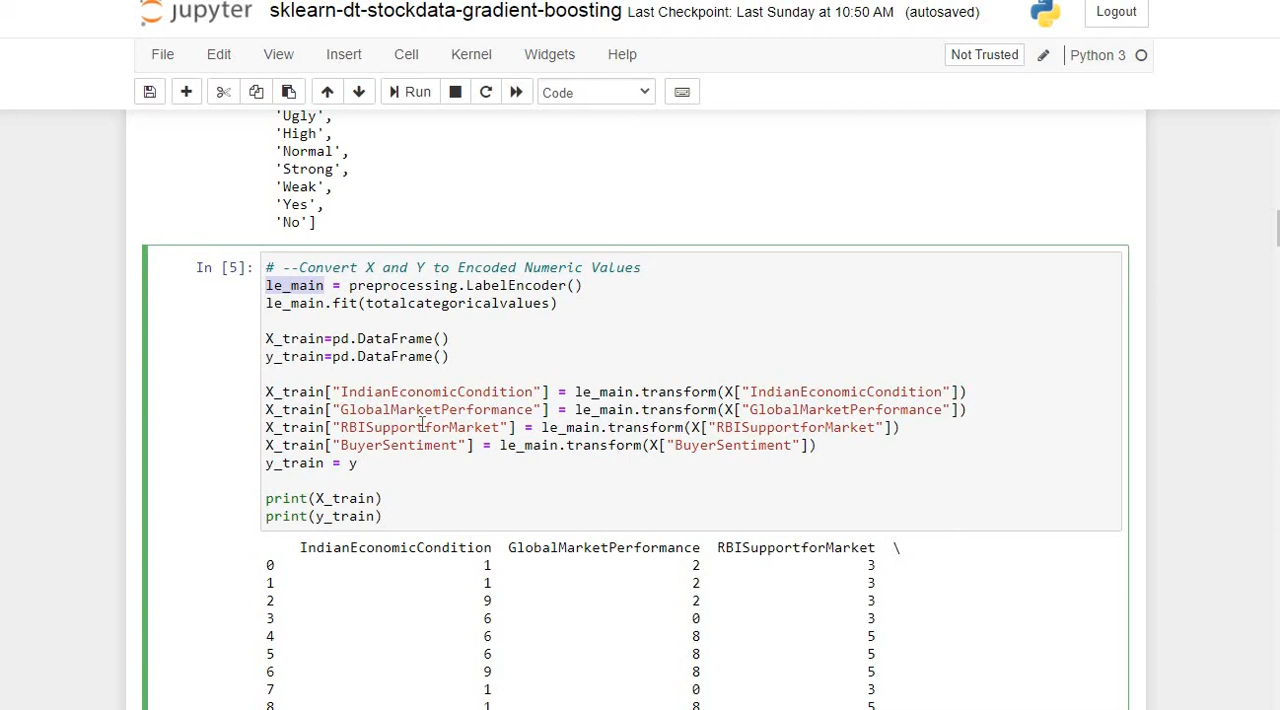 jupyter sklearn-dt-stockdata-gradient-boosting Last Checkpoint: Last Sunday at 10:50 AM (autosaved) Logout
File Edit View Insert Cell Kernel Widgets Help Not Trusted Python 3
Run Code
'Ugly',
'High',
'Normal',
'Strong',
'Weak',
'Yes',
'No']
In [5]: # --Convert X and Y to Encoded Numeric Values
le_main = preprocessing.LabelEncoder()
le_main.fit(totalcategoricalvalues)
X_train=pd.DataFrame()
y_train=pd.DataFrame()
X_train["IndianEconomicCondition"] = le_main.transform(X["IndianEconomicCondition"])
X_train["GlobalMarketPerformance"] = le_main.transform(X["GlobalMarketPerformance"])
X_train["RBISupportforMarket"] = le_main.transform(X["RBISupportforMarket"])
X_train["BuyerSentiment"] = le_main.transform(X["BuyerSentiment"])
y_train = y
print(X_train)
print(y_train)
IndianEconomicCondition GlobalMarketPerformance RBISupportforMarket \
0 1 2 3
1 1 2 3
2 9 2 3
3 6 0 3
4 6 8 5
5 6 8 5
6 9 8 5
7 1 0 3
8 1 8 5